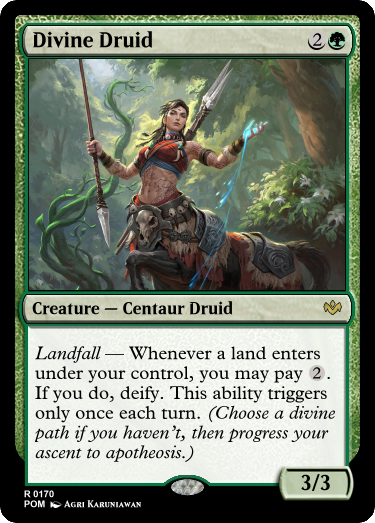 Divine Druid 2
Creature — Centaur Druid
Landfall — Whenever a land enters
under your control, you may pay 2.
If you do, deify. This ability triggers
only once each turn. (Choose a divine
path if you haven't, then progress your
ascent to apotheosis.)
3/3
R 0170
POM Agri Karuniawan